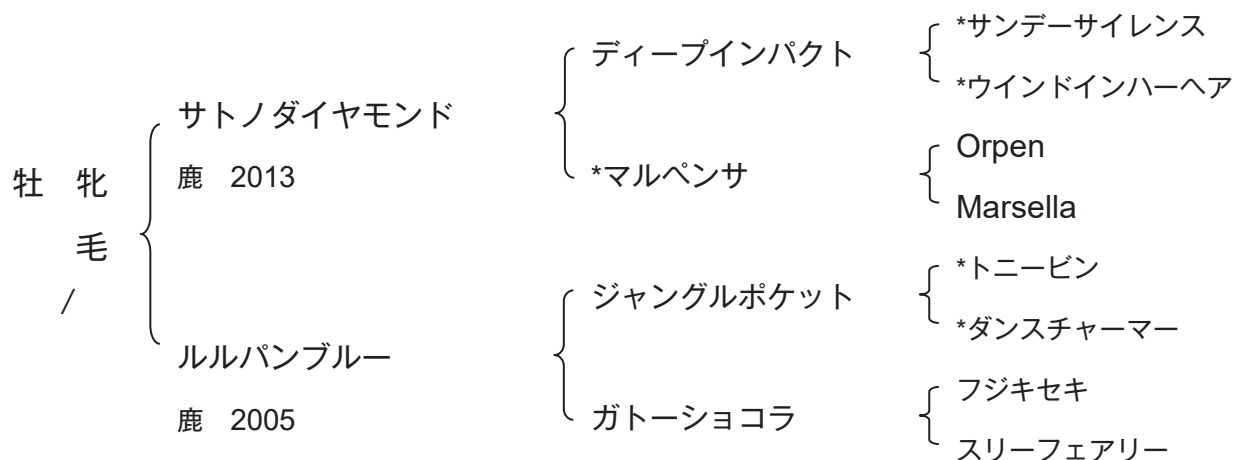 牡 牝
毛
/
サトノダイヤモンド
鹿 2013
ルルパンブルー
鹿 2005
ディープインパクト
*マルペンサ
ジャングルポケット
ガトーショコラ
*サンデーサイレンス
*ウインドインハーヘア
Orpen
Marsella
*トニービン
*ダンスチャーマー
フジキセキ
スリーフェアリー